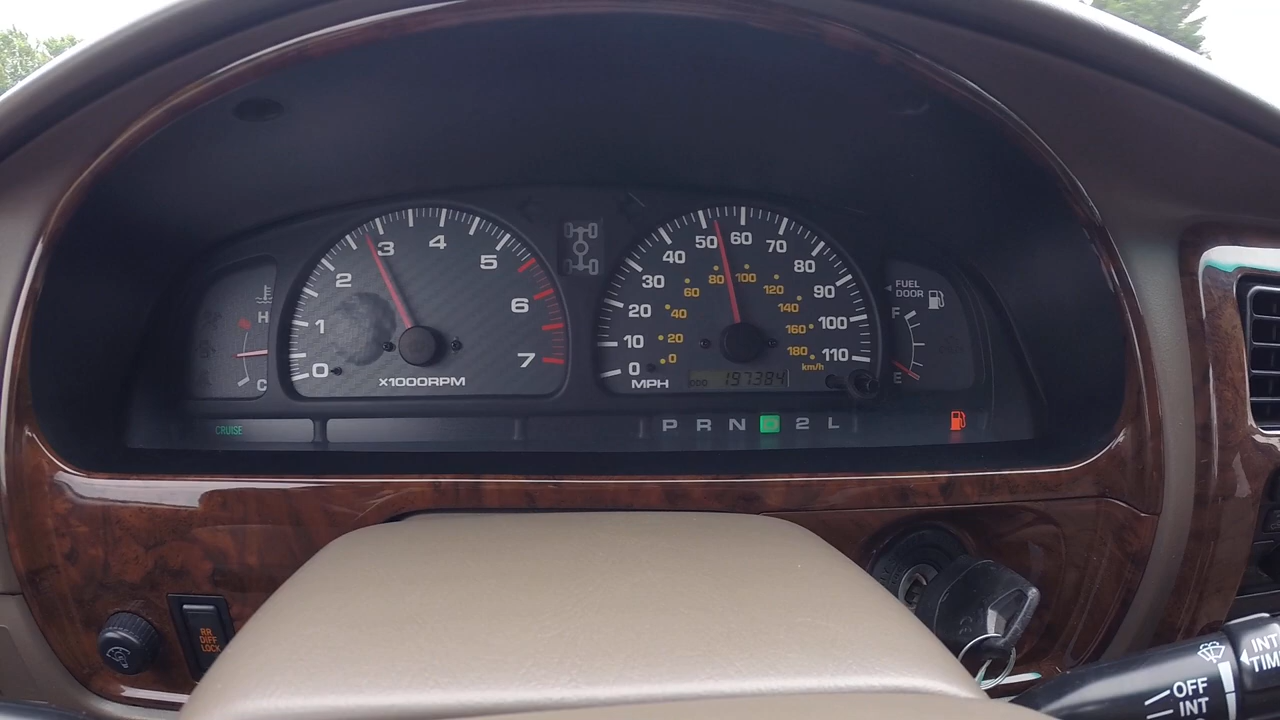 H
C
0 1 2 3 4 5 6 7
x1000RPM
0 10 20 30 40 50 60 70 80 90 100 110
0 20 40 60 80 100 120 140 160 180
km/h
MPH
ODO 197384
FUEL
DOOR
F
E
CRUISE
P R N D 2 L
RR
DIFF
LOCK
INT
TIM
OFF
INT